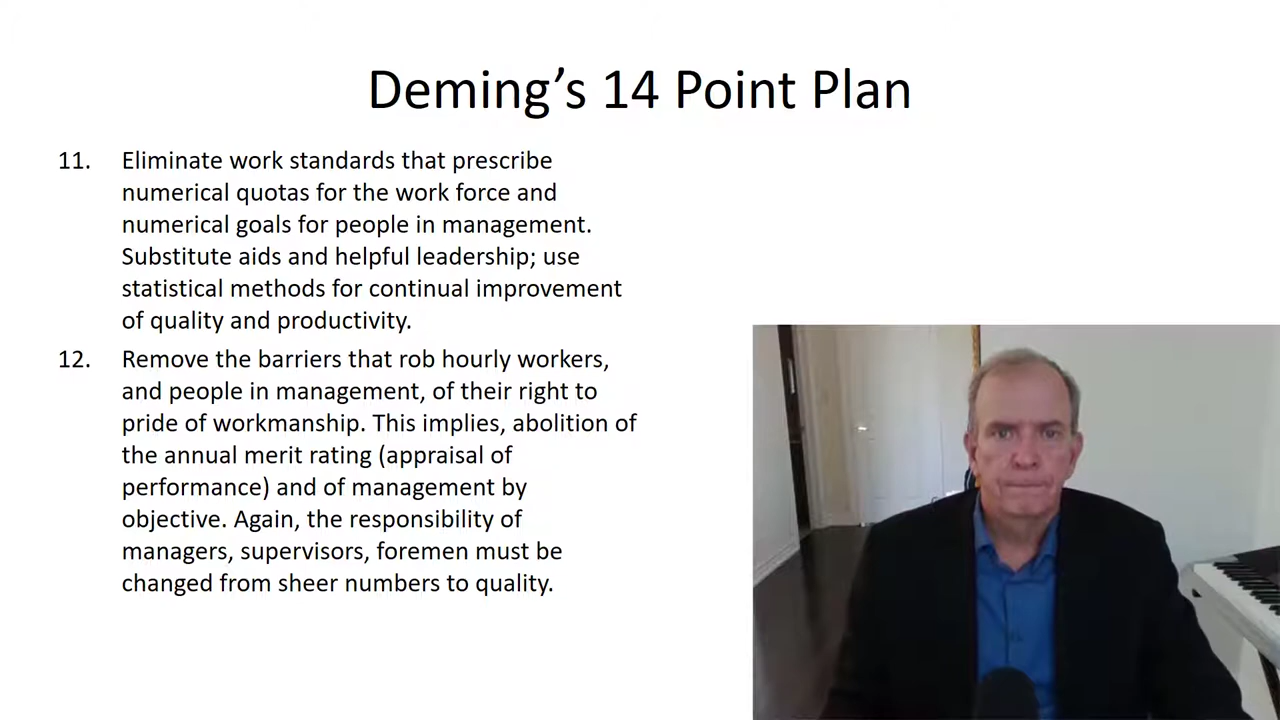 Deming’s 14 Point Plan
11. Eliminate work standards that prescribe
numerical quotas for the work force and
numerical goals for people in management.
Substitute aids and helpful leadership; use
statistical methods for continual improvement
of quality and productivity.
12. Remove the barriers that rob hourly workers,
and people in management, of their right to
pride of workmanship. This implies, abolition of
the annual merit rating (appraisal of
performance) and of management by
objective. Again, the responsibility of
managers, supervisors, foremen must be
changed from sheer numbers to quality.